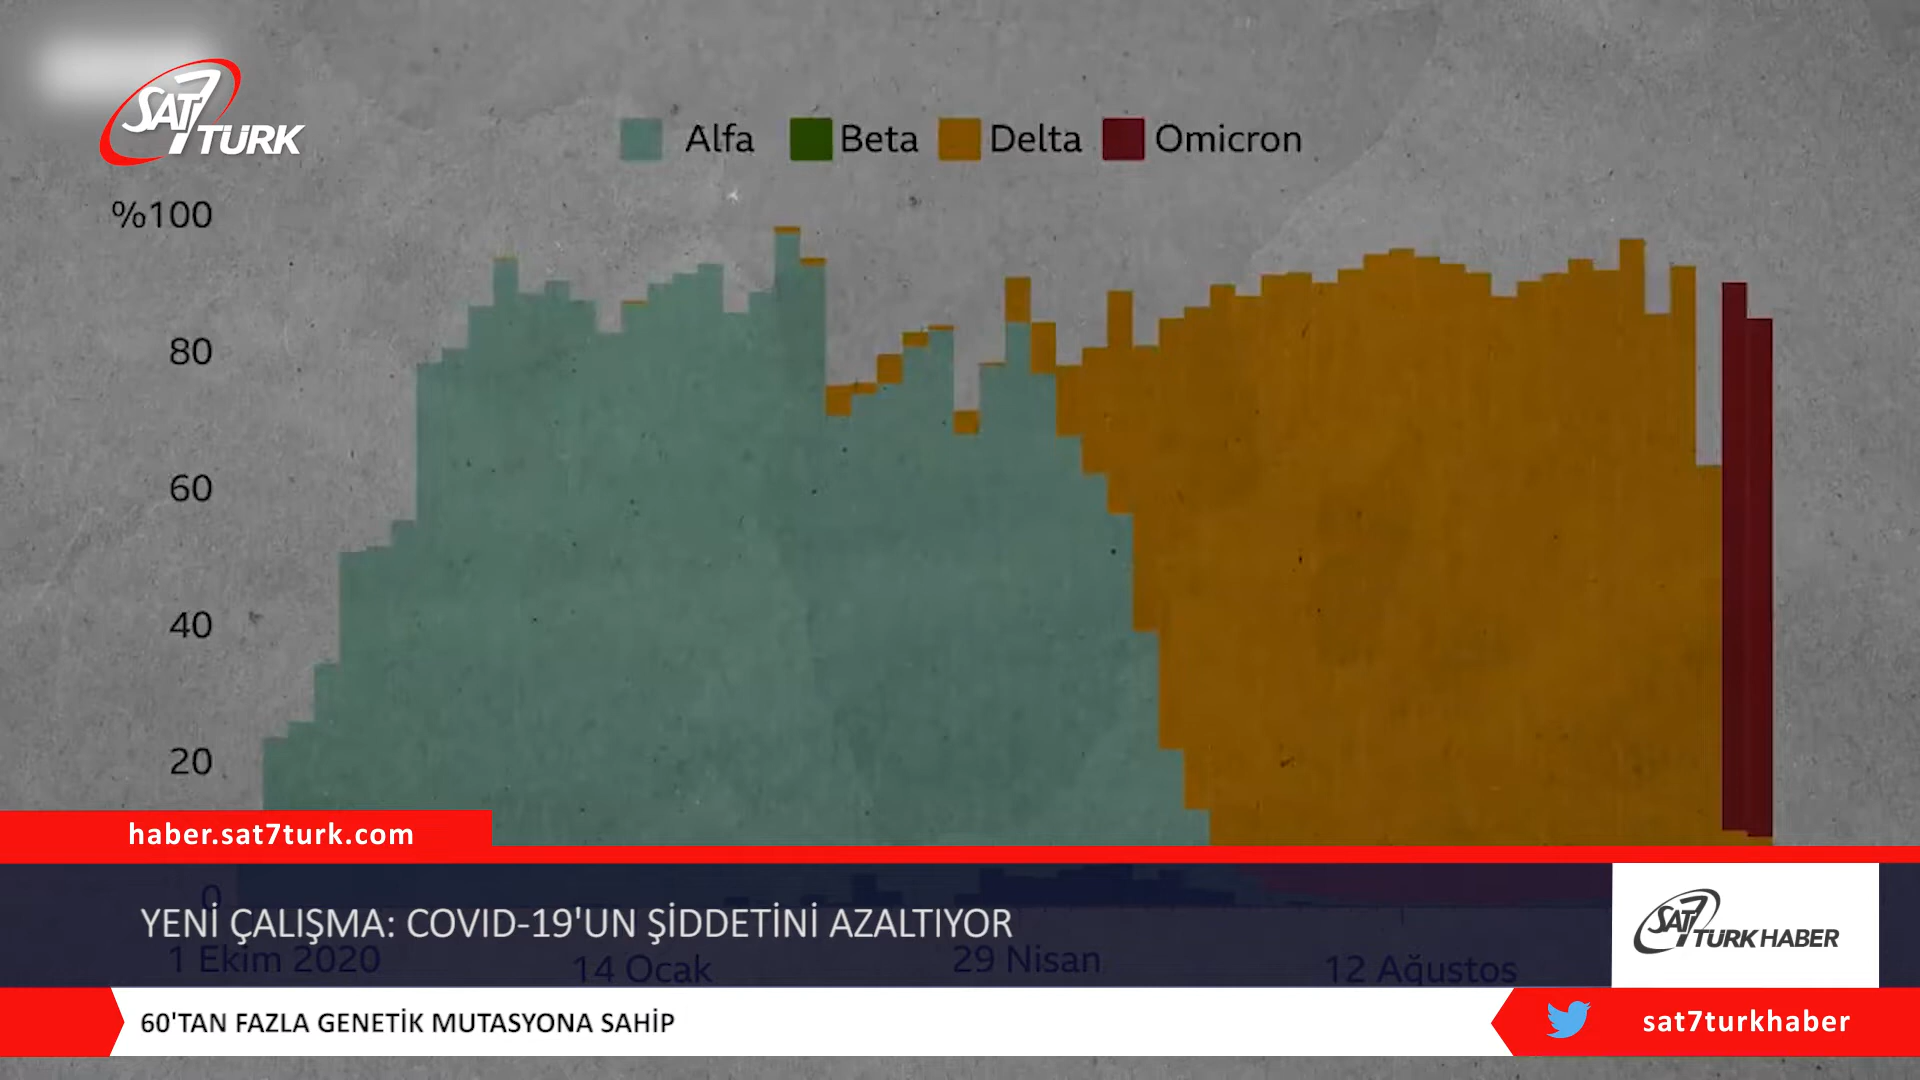 SAT7
TÜRK
Alfa
Beta
Delta
Omicron
%100
80
60
40
20
0
1 Ekim 2020
14 Ocak
29 Nisan
12 Ağustos
haber.sat7turk.com
YENİ ÇALIŞMA: COVID-19'UN ŞİDDETİNİ AZALTIYOR
SAT7
TÜRK HABER
60'TAN FAZLA GENETİK MUTASYONA SAHİP
sat7turkhaber